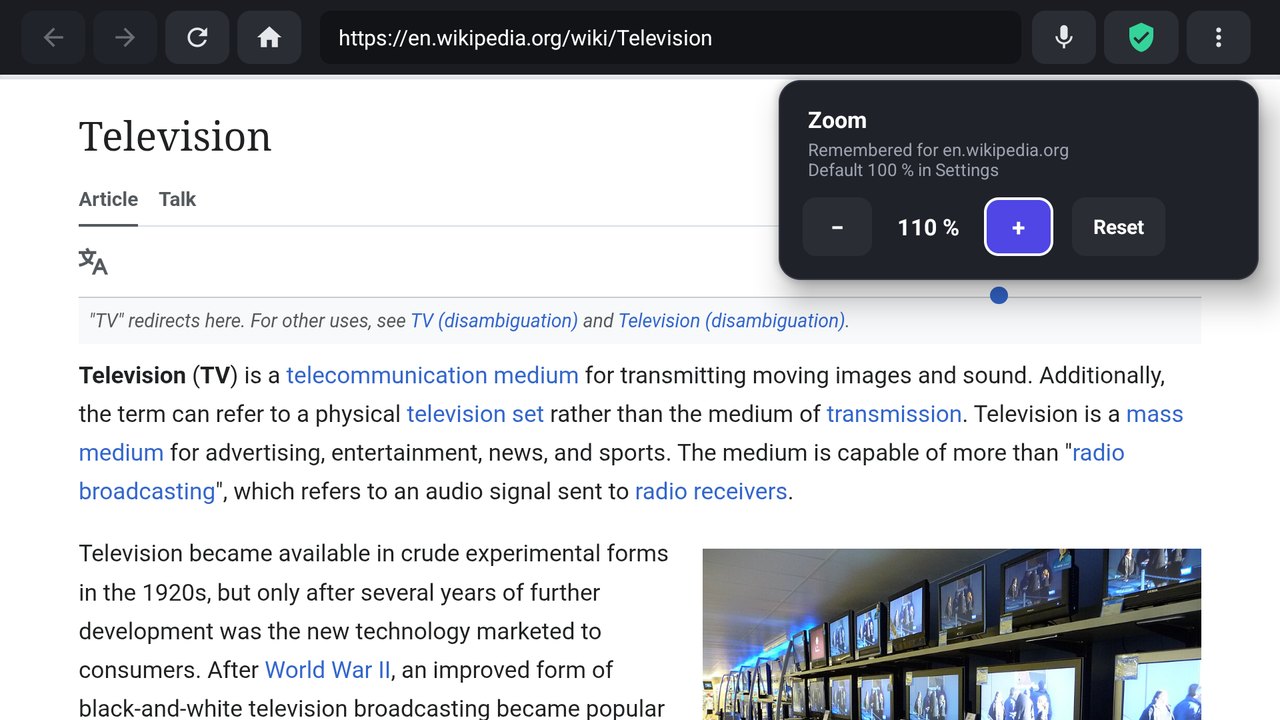 https://en.wikipedia.org/wiki/Television
Zoom
Remembered for en.wikipedia.org
Default 100 % in Settings
− 110 % + Reset
Television
Article Talk
文A
"TV" redirects here. For other uses, see TV (disambiguation) and Television (disambiguation).
Television (TV) is a telecommunication medium for transmitting moving images and sound. Additionally,
the term can refer to a physical television set rather than the medium of transmission. Television is a mass
medium for advertising, entertainment, news, and sports. The medium is capable of more than "radio
broadcasting", which refers to an audio signal sent to radio receivers.
Television became available in crude experimental forms
in the 1920s, but only after several years of further
development was the new technology marketed to
consumers. After World War II, an improved form of
black-and-white television broadcasting became popular